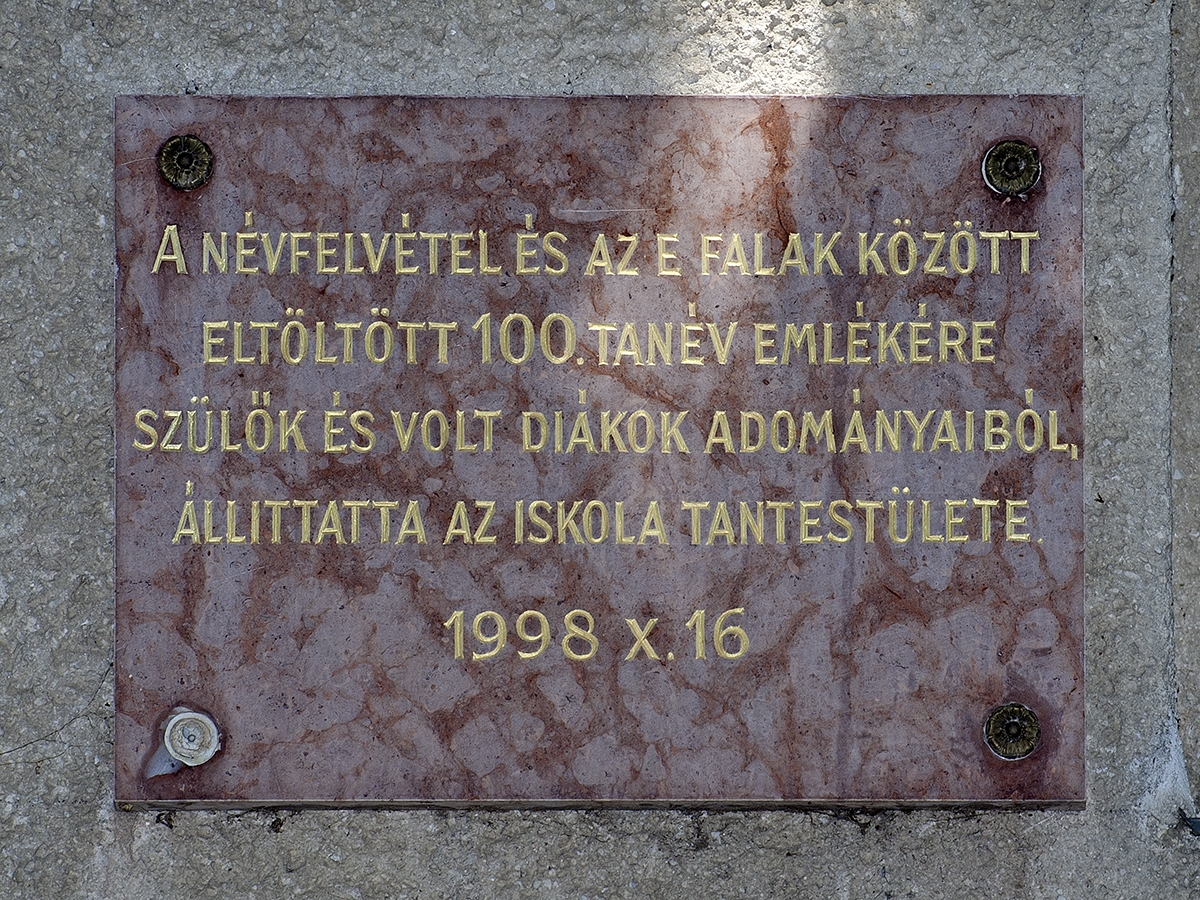 A NÉVFELVÉTEL ÉS AZ E FALAK KÖZÖTT
ELTÖLTÖTT 100. TANÉV EMLÉKÉRE
SZÜLŐK ÉS VOLT DIÁKOK ADOMÁNYAIBÓL,
ÁLLITTATTA AZ ISKOLA TANTESTÜLETE.
1998 X. 16